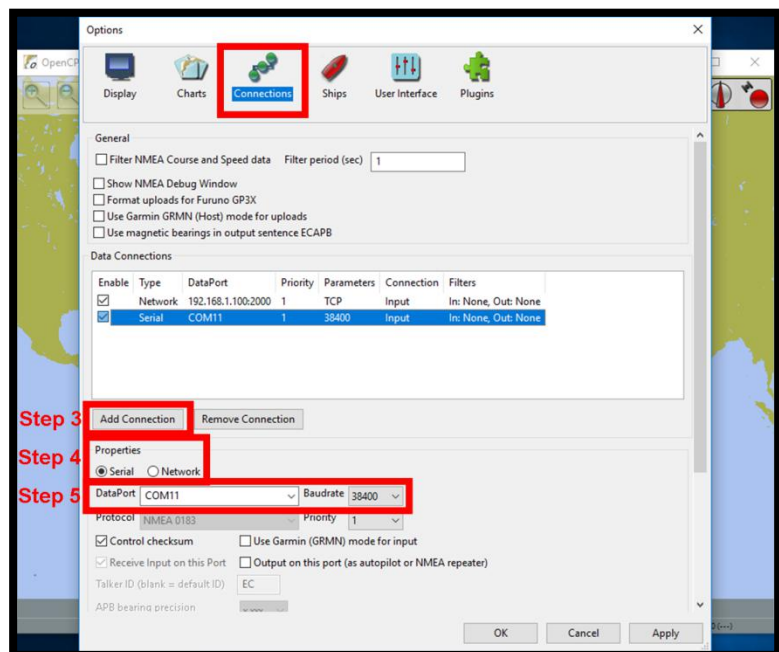 Options
OpenCP
Display Charts Connections Ships User Interface Plugins
General
Filter NMEA Course and Speed data Filter period (sec) 1
Show NMEA Debug Window
Format uploads for Furuno GP3X
Use Garmin GRMN (Host) mode for uploads
Use magnetic bearings in output sentence ECAPB
Data Connections
Enable Type DataPort Priority Parameters Connection Filters
Network 192.168.1.100:2000 1 TCP Input In: None, Out: None
Serial COM11 1 38400 Input In: None, Out: None
Step 3 Add Connection Remove Connection
Step 4 Properties
Serial Network
Step 5 DataPort COM11 Baudrate 38400
Protocol NMEA 0183 Priority 1
Control checksum Use Garmin (GRMN) mode for input
Receive Input on this Port Output on this port (as autopilot or NMEA repeater)
Talker ID (blank = default ID) EC
APB bearing precision
OK Cancel Apply